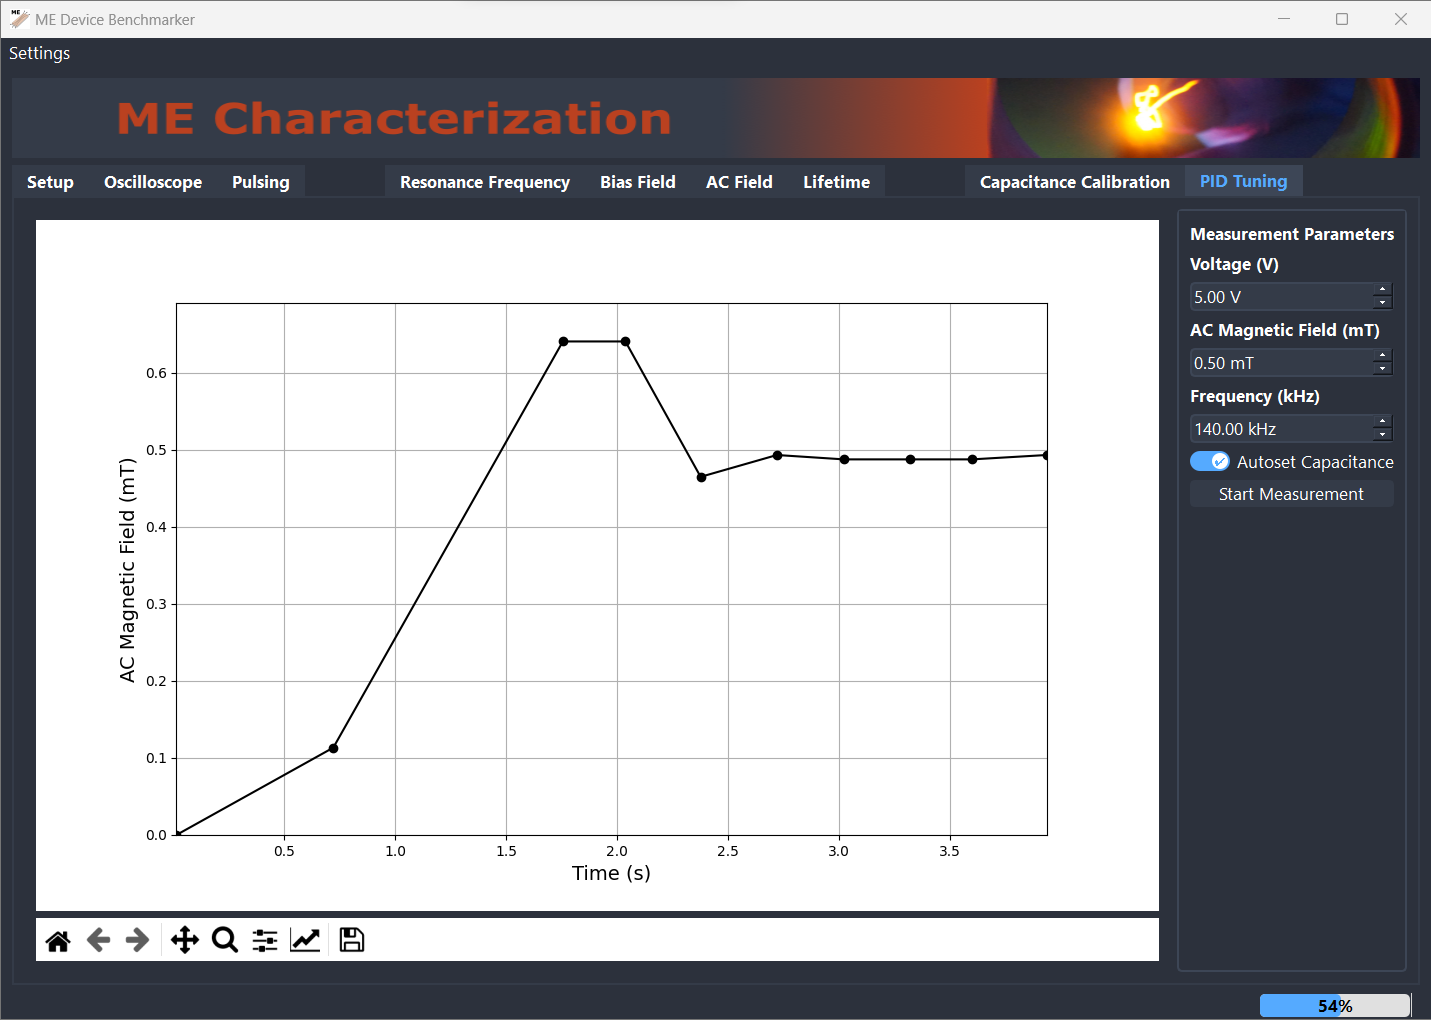 ME
ME Device Benchmarker
Settings
ME Characterization
Setup Oscilloscope Pulsing Resonance Frequency Bias Field AC Field Lifetime Capacitance Calibration PID Tuning
Measurement Parameters
Voltage (V)
5.00 V
AC Magnetic Field (mT)
0.50 mT
Frequency (kHz)
140.00 kHz
Autoset Capacitance
Start Measurement
AC Magnetic Field (mT)
0.6
0.5
0.4
0.3
0.2
0.1
0.0
0.5 1.0 1.5 2.0 2.5 3.0 3.5
Time (s)
54%